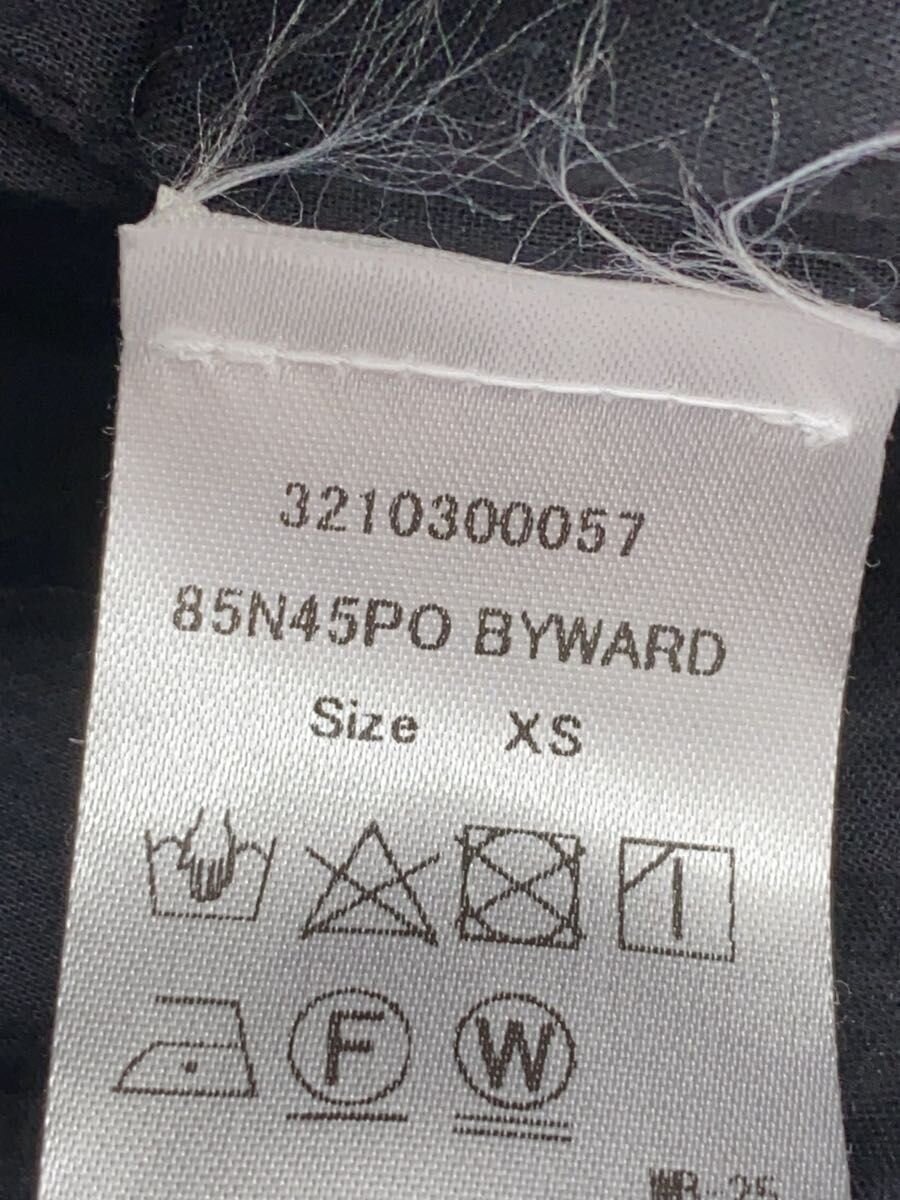 3210300057
85N45PO BYWARD
Size XS
F W